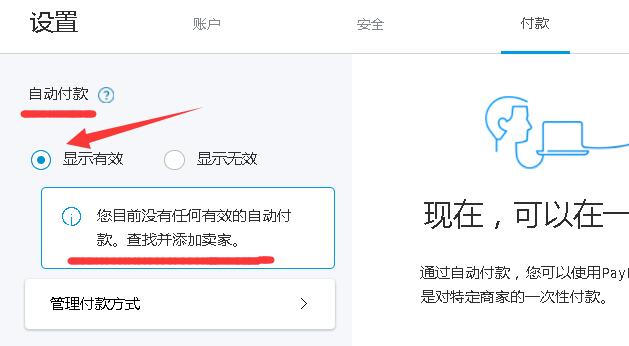 设置
账户
安全
付款
自动付款
显示有效
显示无效
您目前没有任何有效的自动付
款。查找并添加卖家。
管理付款方式
现在，可以在一
通过自动付款，您可以使用Pay
是对特定商家的一次性付款。